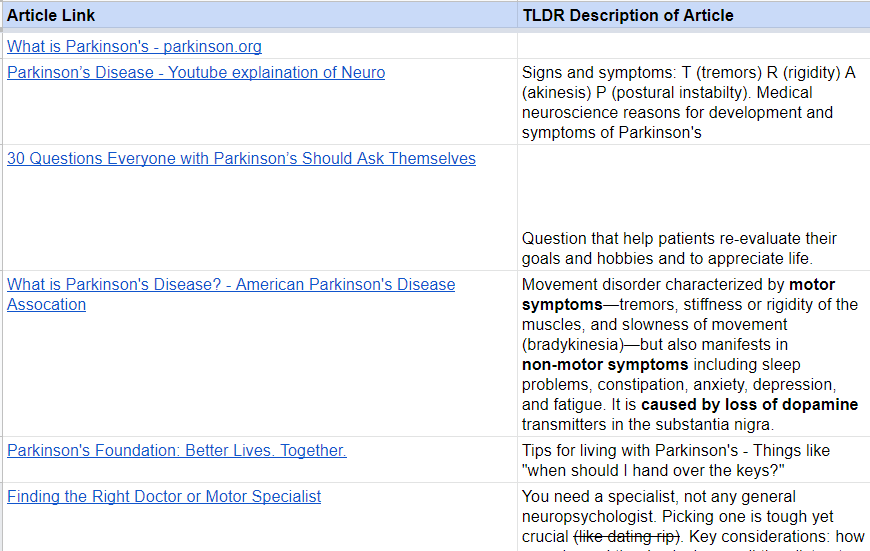 Article Link TLDR Description of Article
What is Parkinson's - parkinson.org
Parkinson’s Disease - Youtube explaination of Neuro
Signs and symptoms: T (tremors) R (rigidity) A
(akinesis) P (postural instabilty). Medical
neuroscience reasons for development and
symptoms of Parkinson's
30 Questions Everyone with Parkinson’s Should Ask Themselves
Question that help patients re-evaluate their
goals and hobbies and to appreciate life.
What is Parkinson's Disease? - American Parkinson's Disease
Assocation
Movement disorder characterized by motor
symptoms—tremors, stiffness or rigidity of the
muscles, and slowness of movement
(bradykinesia)—but also manifests in
non-motor symptoms including sleep
problems, constipation, anxiety, depression,
and fatigue. It is caused by loss of dopamine
transmitters in the substantia nigra.
Parkinson's Foundation: Better Lives. Together.
Tips for living with Parkinson's - Things like
"when should I hand over the keys?"
Finding the Right Doctor or Motor Specialist
You need a specialist, not any general
neuropsychologist. Picking one is tough yet
crucial (like dating rip). Key considerations: how